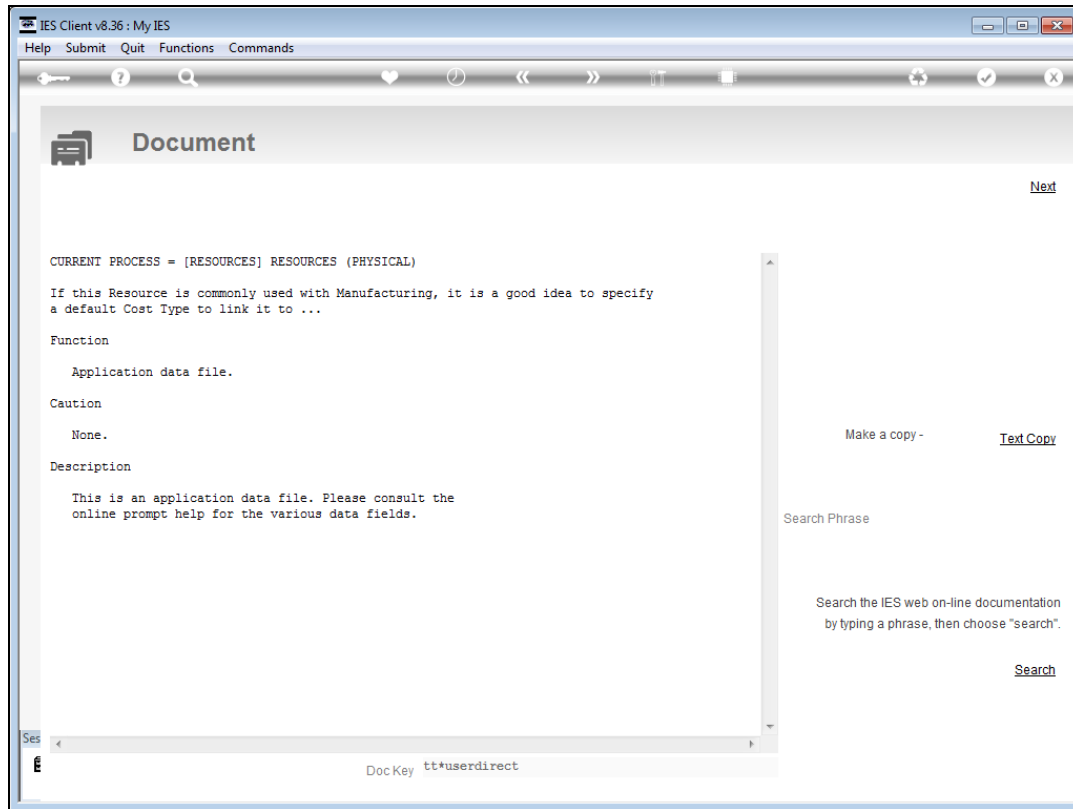 IES Client v8.36 : My IES
Help Submit Quit Functions Commands
Document
Next
CURRENT PROCESS = [RESOURCES] RESOURCES (PHYSICAL)
If this Resource is commonly used with Manufacturing, it is a good idea to specify
a default Cost Type to link it to ...
Function
Application data file.
Caution
None.
Description
This is an application data file. Please consult the
online prompt help for the various data fields.
Make a copy -
Text Copy
Search Phrase
Search the IES web on-line documentation
by typing a phrase, then choose "search".
Search
Ses
Doc Key tt*userdirect